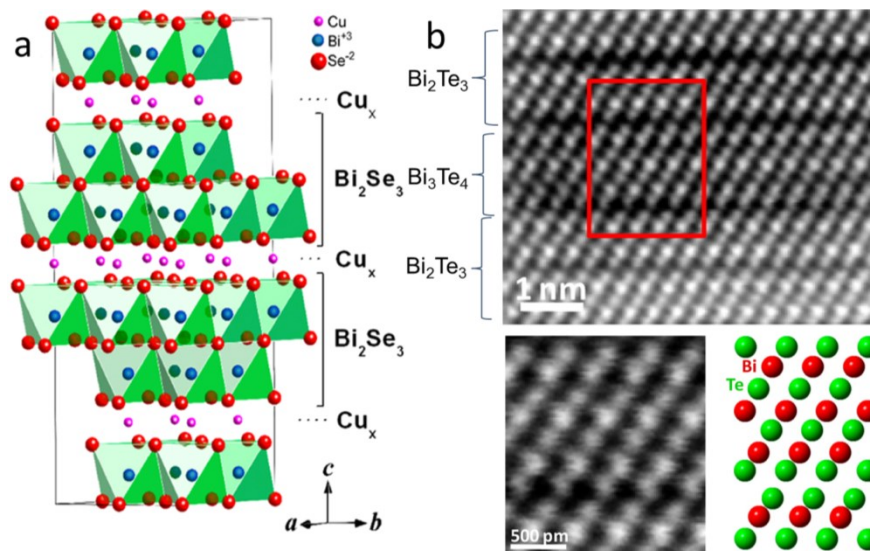 a
Cu
Bi⁺³
Se⁻²
Cuₓ
Bi₂Se₃
Cuₓ
Bi₂Se₃
Cuₓ
c
a
b
b
Bi₂Te₃
Bi₃Te₄
Bi₂Te₃
1 nm
500 pm
Bi
Te